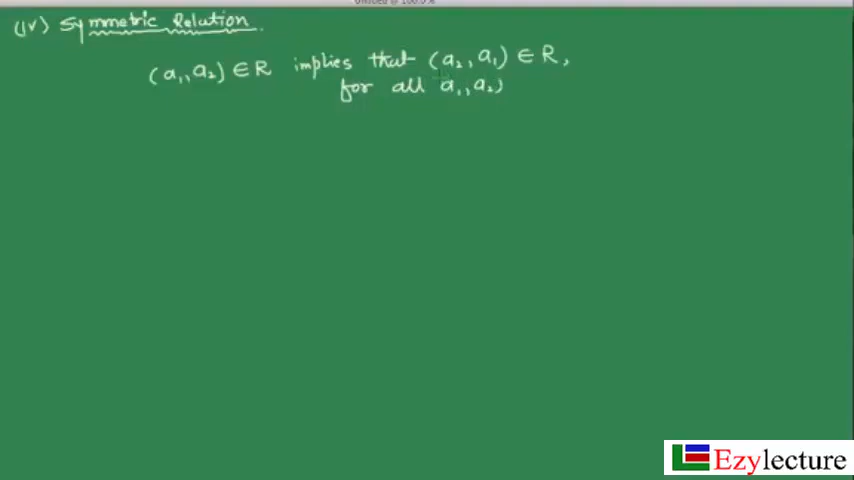 (iv) Symmetric Relation.
(a₁, a₂) ∈ R implies that (a₂, a₁) ∈ R,
for all a₁, a₂)
Ezylecture